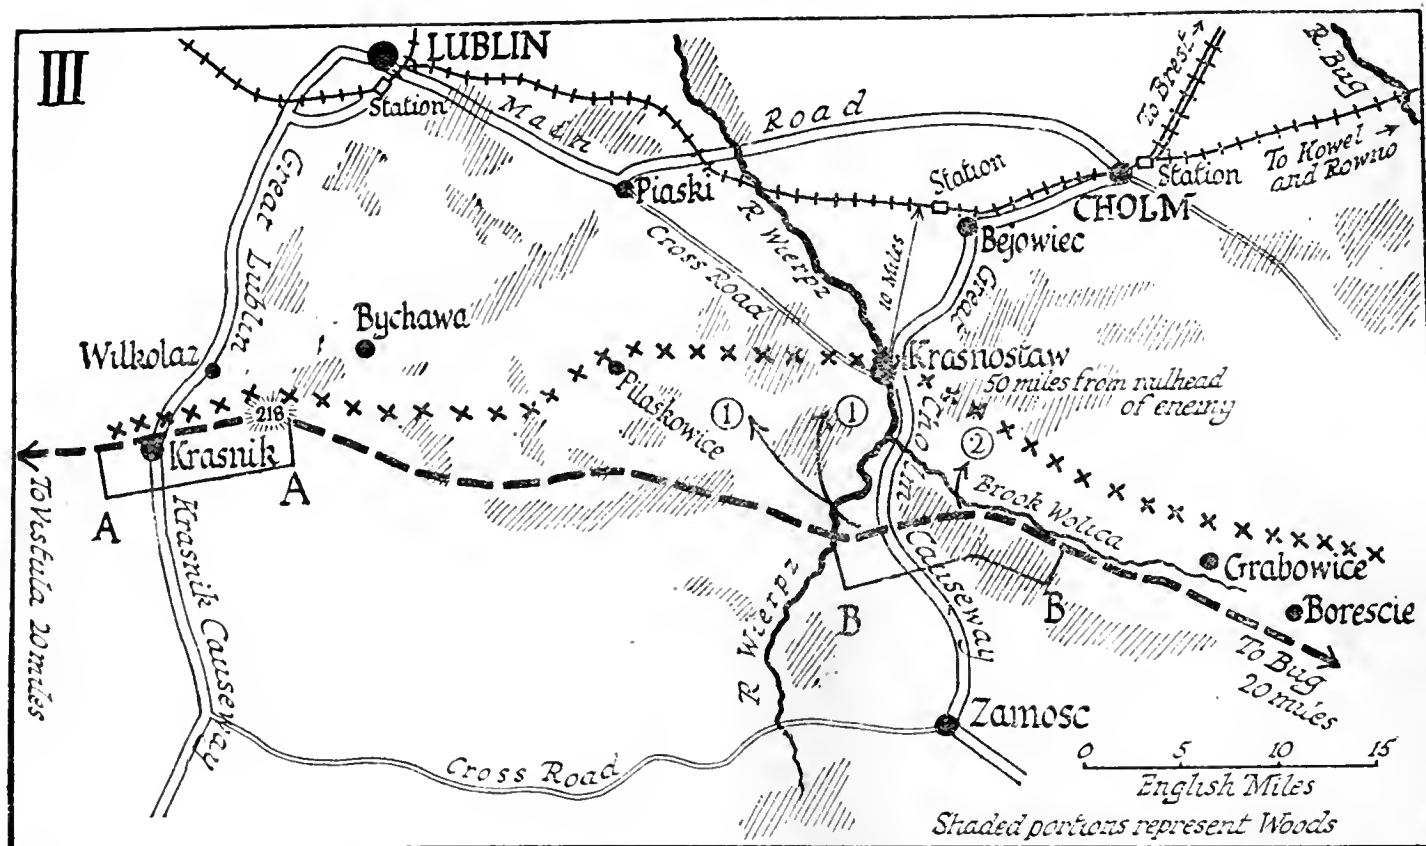 III
LUBLIN
Station
Main
Road
To Brest
R. Bug
To Kowel
and Rowno
Station
Station
CHOLM
Piaski
R Wierpz
Bejowiec
Great Lublin
Cross Road
10 Miles
Great Cholm
Causeway
Bychawa
Wilkolaz
Krasnostaw
50 miles from railhead
of enemy
Pilaskowice
1
1
2
218
Krasnik
A
A
Brook Wolica
Grabowice
Borescie
To Vistula 20 miles
Krasnik Causeway
B
B
R Wierpz
To Bug
20 miles
Zamosc
Cross Road
0 5 10 15
English Miles
Shaded portions represent Woods